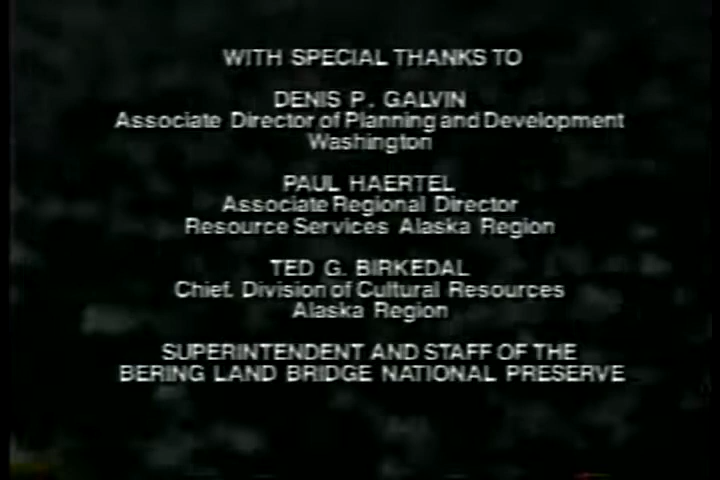 WITH SPECIAL THANKS TO
DENIS P. GALVIN
Associate Director of Planning and Development
Washington
PAUL HAERTEL
Associate Regional Director
Resource Services Alaska Region
TED G. BIRKEDAL
Chief. Division of Cultural Resources
Alaska Region
SUPERINTENDENT AND STAFF OF THE
BERING LAND BRIDGE NATIONAL PRESERVE